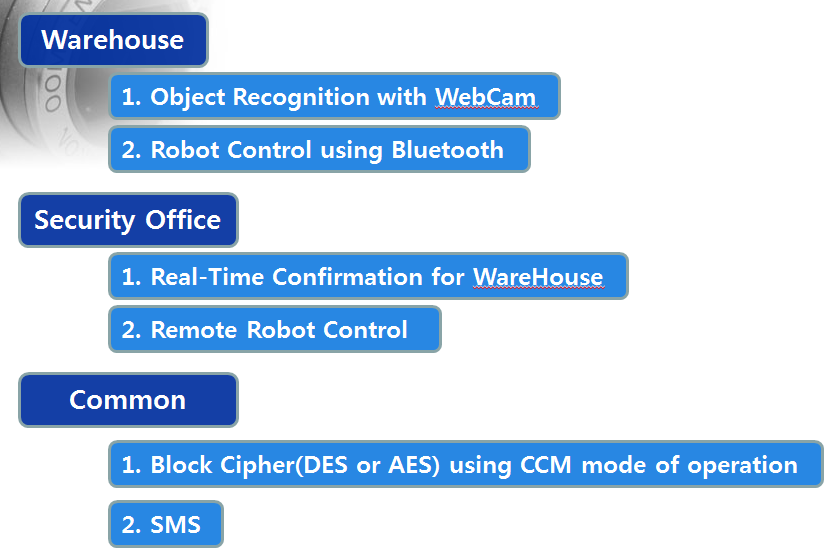 Warehouse
1. Object Recognition with WebCam
2. Robot Control using Bluetooth
Security Office
1. Real-Time Confirmation for WareHouse
2. Remote Robot Control
Common
1. Block Cipher(DES or AES) using CCM mode of operation
2. SMS